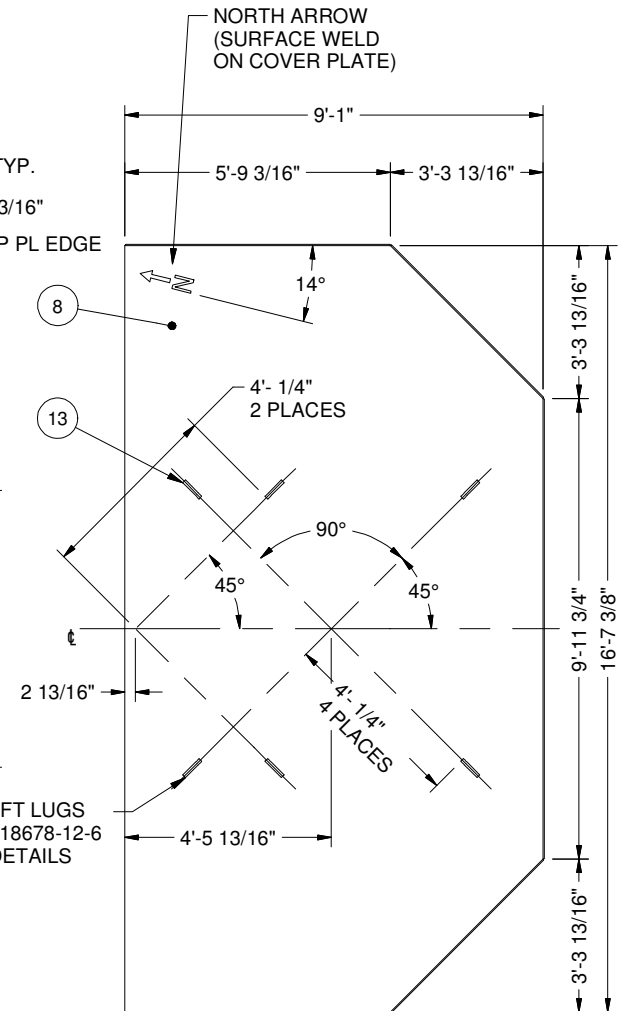 NORTH ARROW
(SURFACE WELD
ON COVER PLATE)
9'-1"
TYP.
5'-9 3/16"
3'-3 13/16"
3/16"
P PL EDGE
N
14°
8
3'-3 13/16"
4'- 1/4"
2 PLACES
13
90°
45°
45°
9'-11 3/4"
16'-7 3/8"
℄
2 13/16"
4'- 1/4"
4 PLACES
FT LUGS
18678-12-6
DETAILS
4'-5 13/16"
3'-3 13/16"